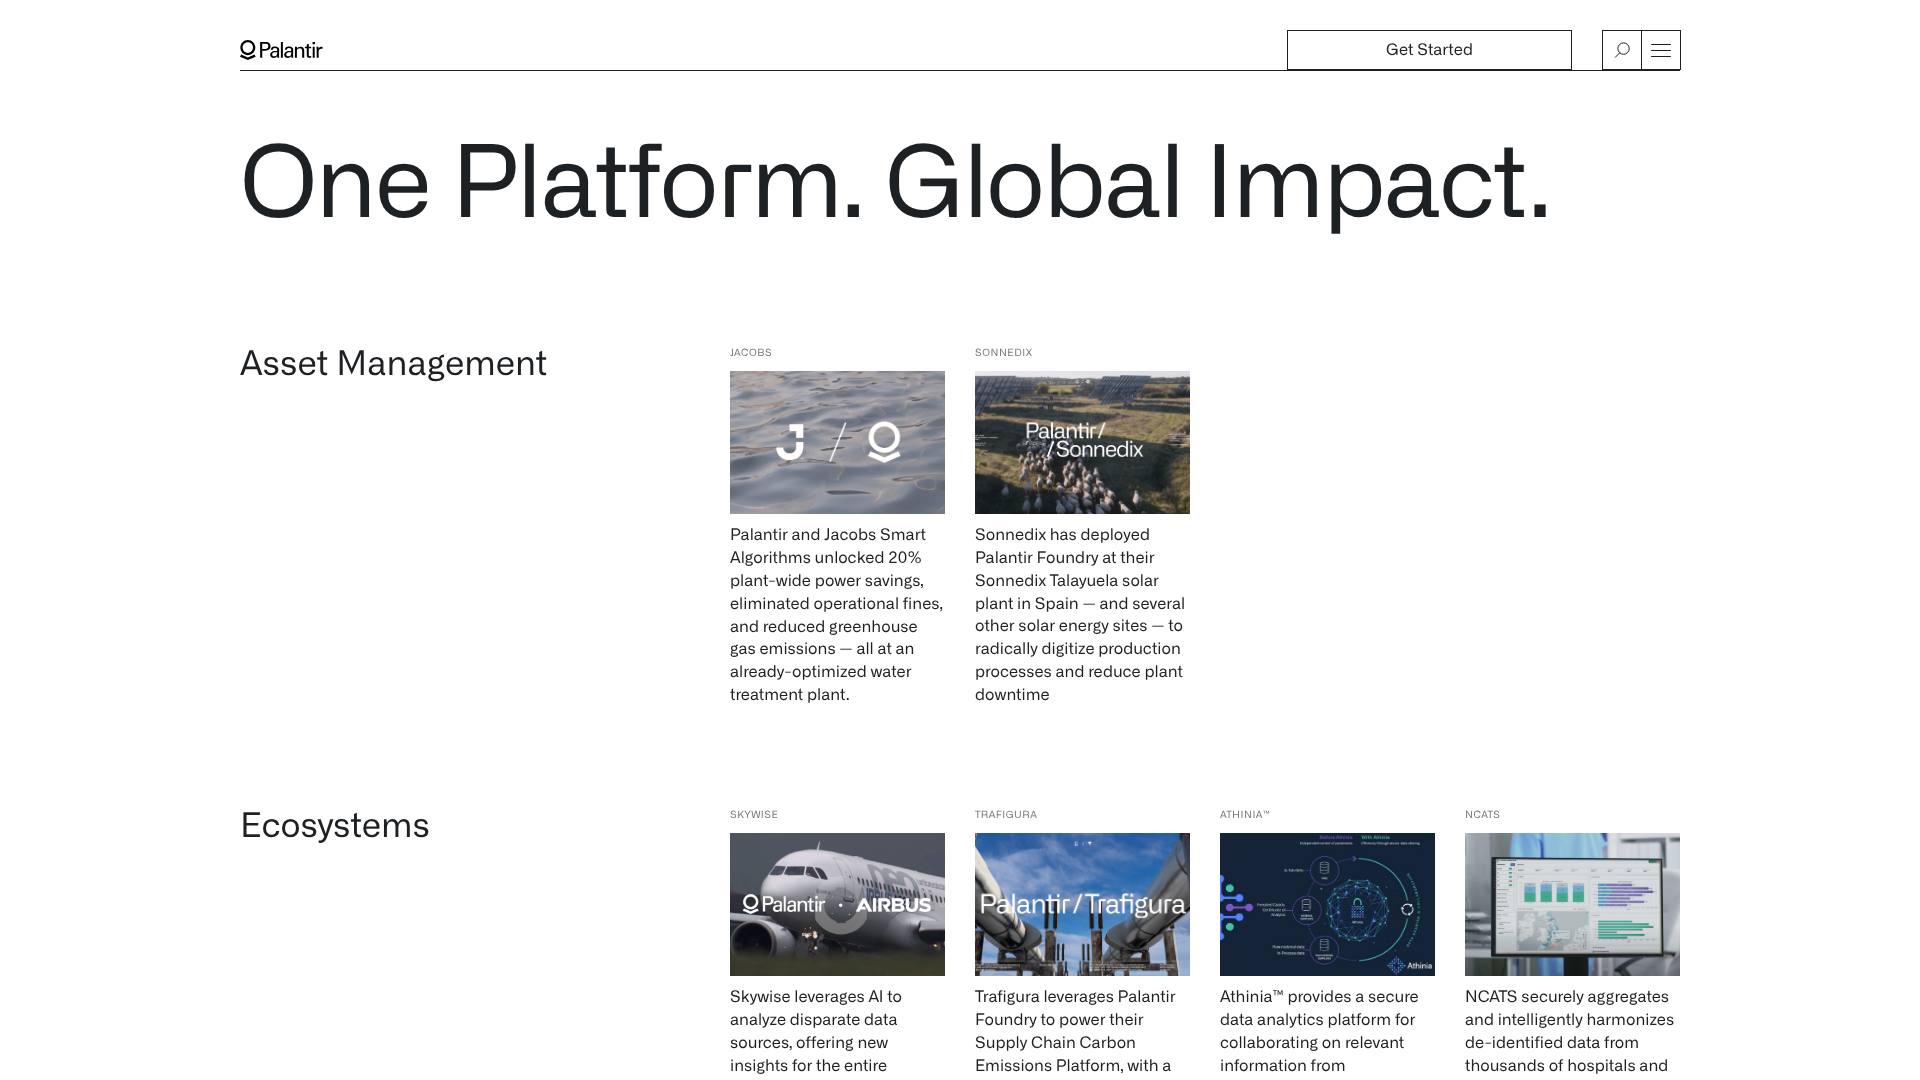 Palantir
Get Started
One Platform. Global Impact.
Asset Management
JACOBS
J /
Palantir and Jacobs Smart
Algorithms unlocked 20%
plant-wide power savings,
eliminated operational fines,
and reduced greenhouse
gas emissions — all at an
already-optimized water
treatment plant.
SONNEDIX
Palantir/
/Sonnedix
Sonnedix has deployed
Palantir Foundry at their
Sonnedix Talayuela solar
plant in Spain — and several
other solar energy sites — to
radically digitize production
processes and reduce plant
downtime
Ecosystems
SKYWISE
Palantir · AIRBUS
Skywise leverages AI to
analyze disparate data
sources, offering new
insights for the entire
TRAFIGURA
Palantir/Trafigura
Trafigura leverages Palantir
Foundry to power their
Supply Chain Carbon
Emissions Platform, with a
ATHINIA™
Athinia
Athinia™ provides a secure
data analytics platform for
collaborating on relevant
information from
NCATS
NCATS securely aggregates
and intelligently harmonizes
de-identified data from
thousands of hospitals and